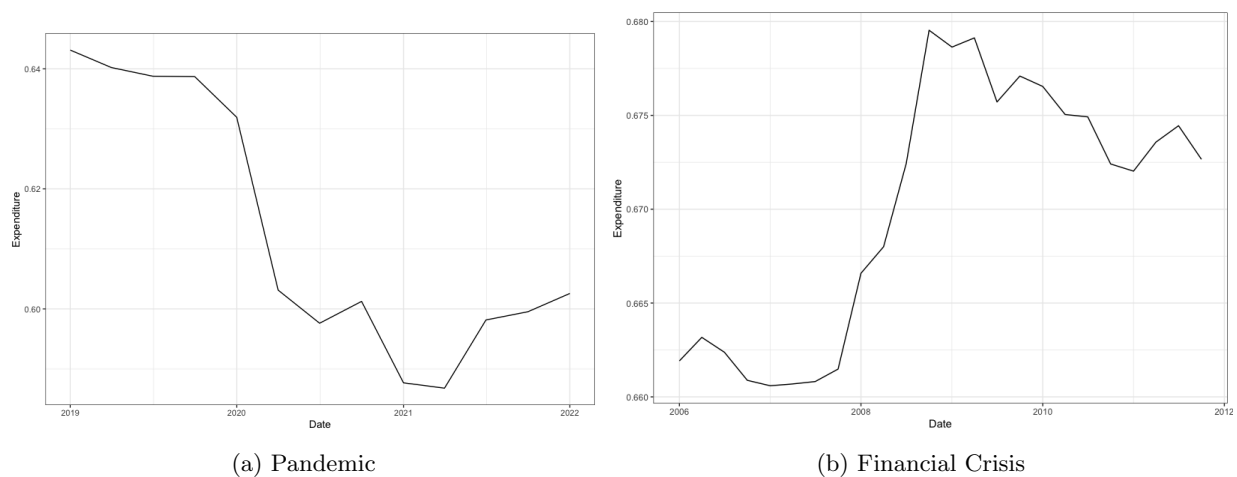 0.64
0.62
0.60
Expenditure
2019
2020
2021
2022
Date
(a) Pandemic
0.680
0.675
0.670
0.665
0.660
Expenditure
2006
2008
2010
2012
Date
(b) Financial Crisis